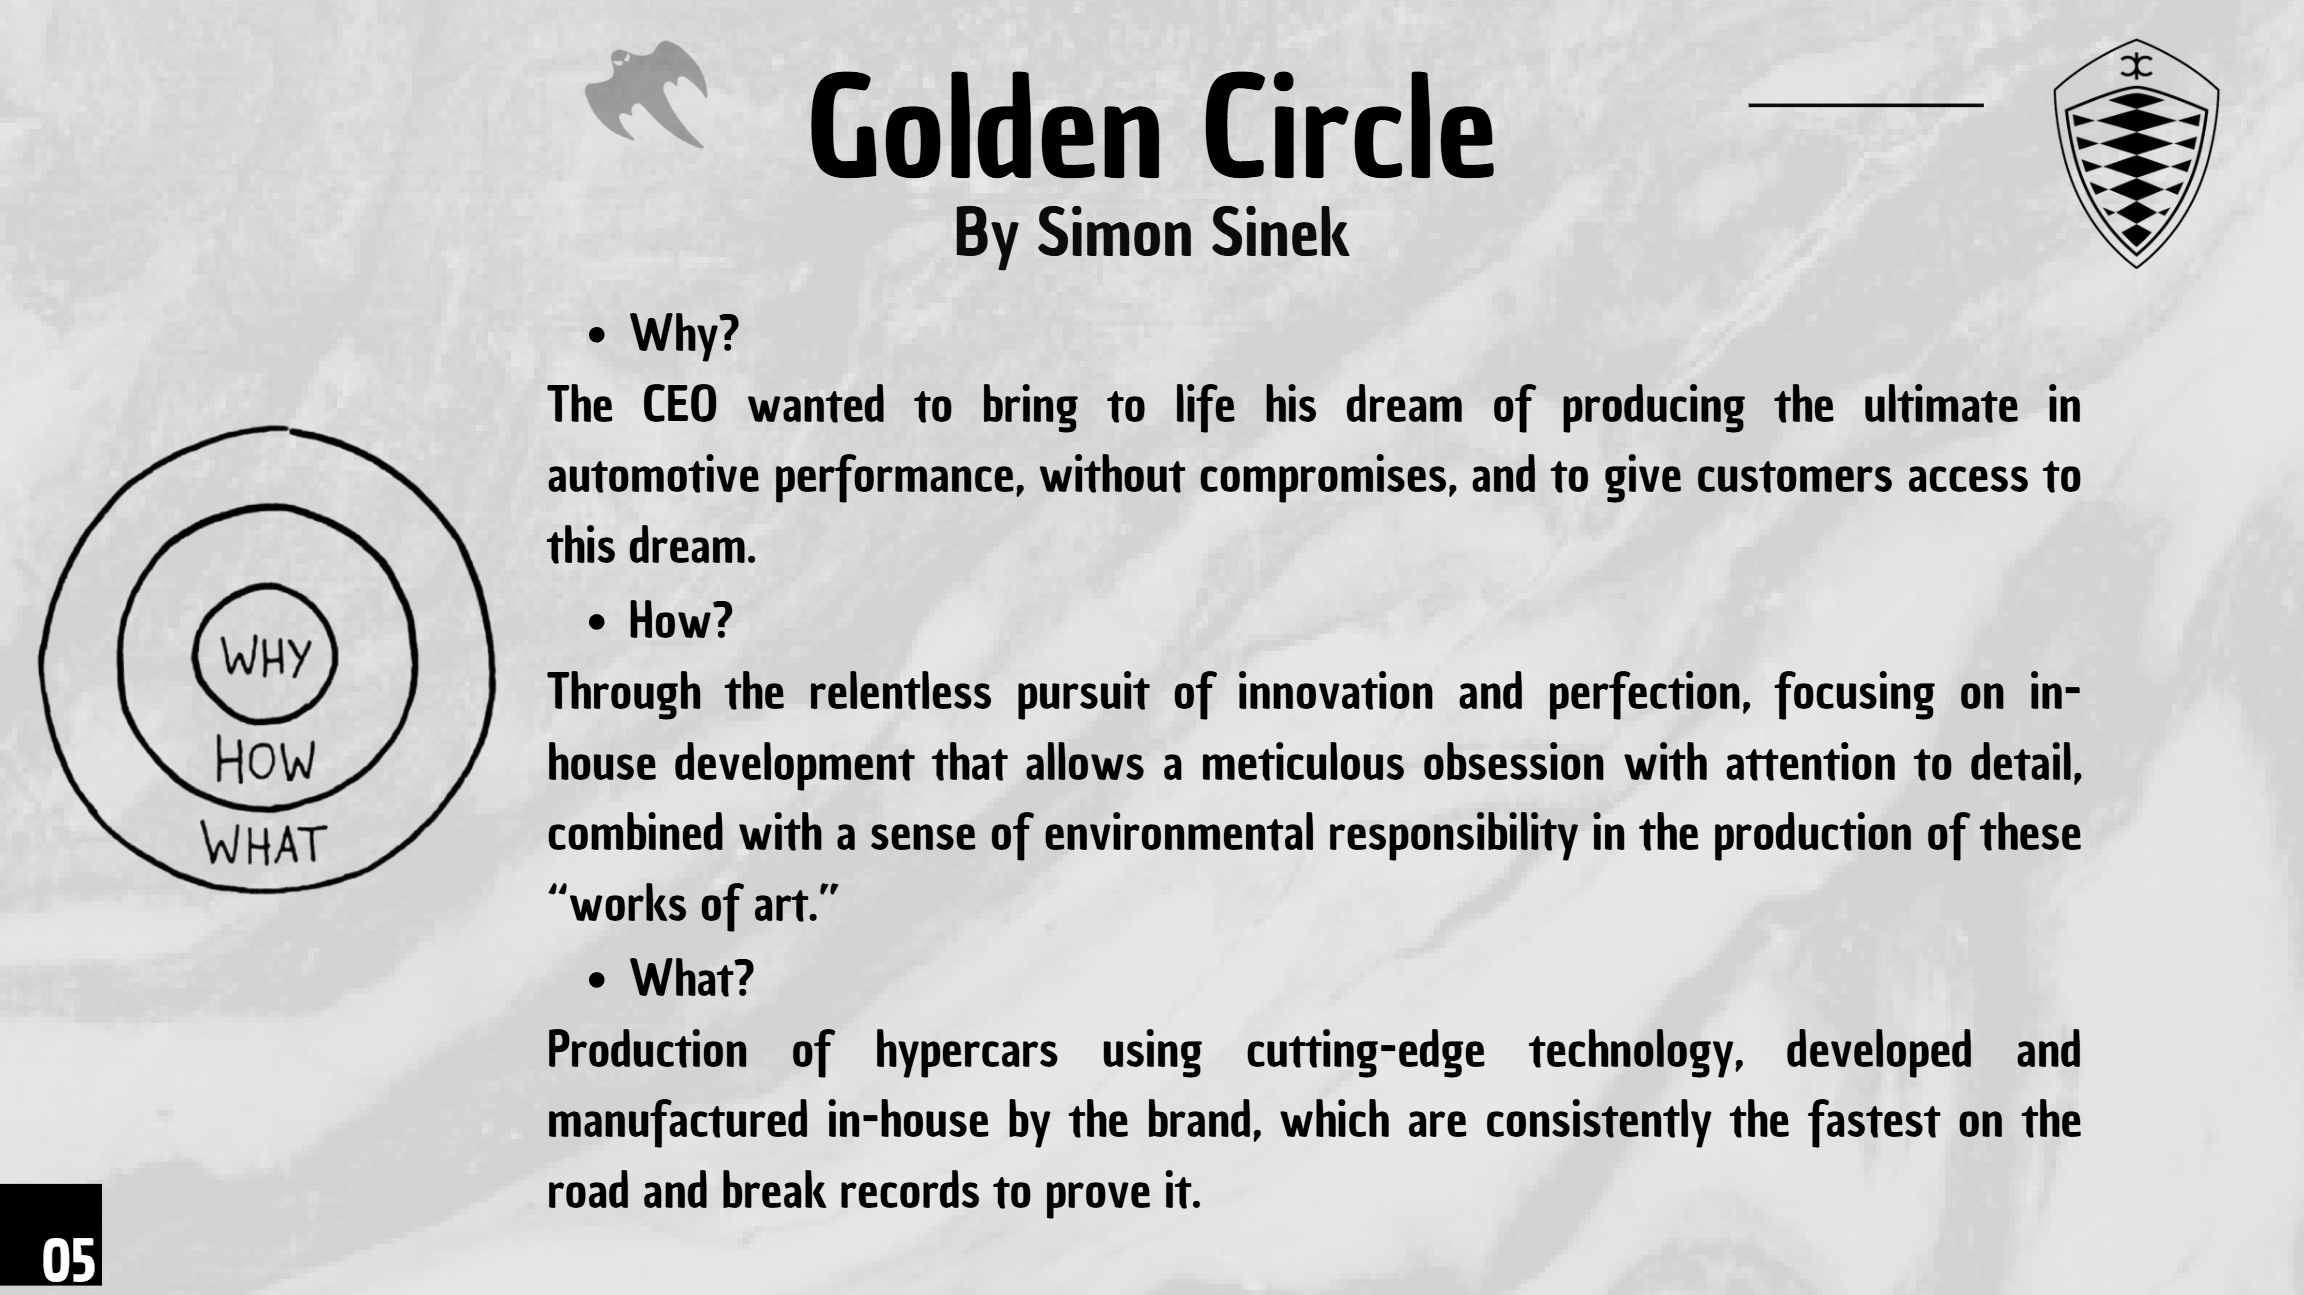 Golden Circle
By Simon Sinek
• Why?
The CEO wanted to bring to life his dream of producing the ultimate in
automotive performance, without compromises, and to give customers access to
this dream.
• How?
Through the relentless pursuit of innovation and perfection, focusing on in-
house development that allows a meticulous obsession with attention to detail,
combined with a sense of environmental responsibility in the production of these
“works of art.”
• What?
Production of hypercars using cutting-edge technology, developed and
manufactured in-house by the brand, which are consistently the fastest on the
road and break records to prove it.
WHY
HOW
WHAT
05